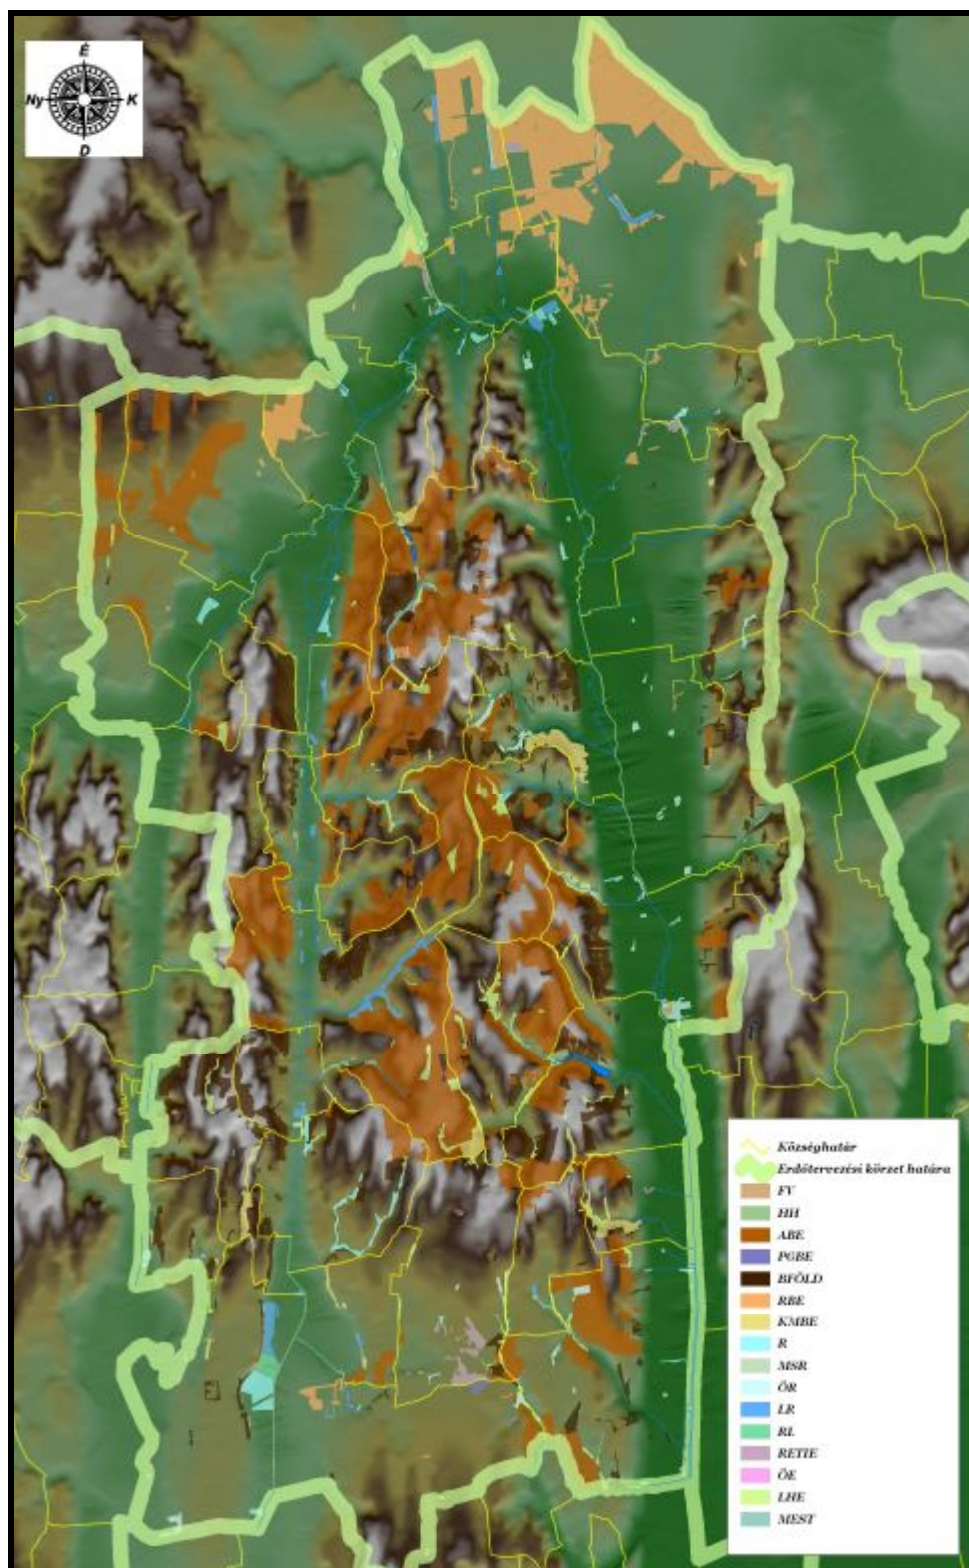 É
Ny
K
D
Községhatár
Erdőtervezési körzet határa
FV
HH
ABE
PGBE
BFÖLD
RBE
KMBE
R
MSR
ÖR
LR
RL
RETIE
ÖE
LHE
MEST